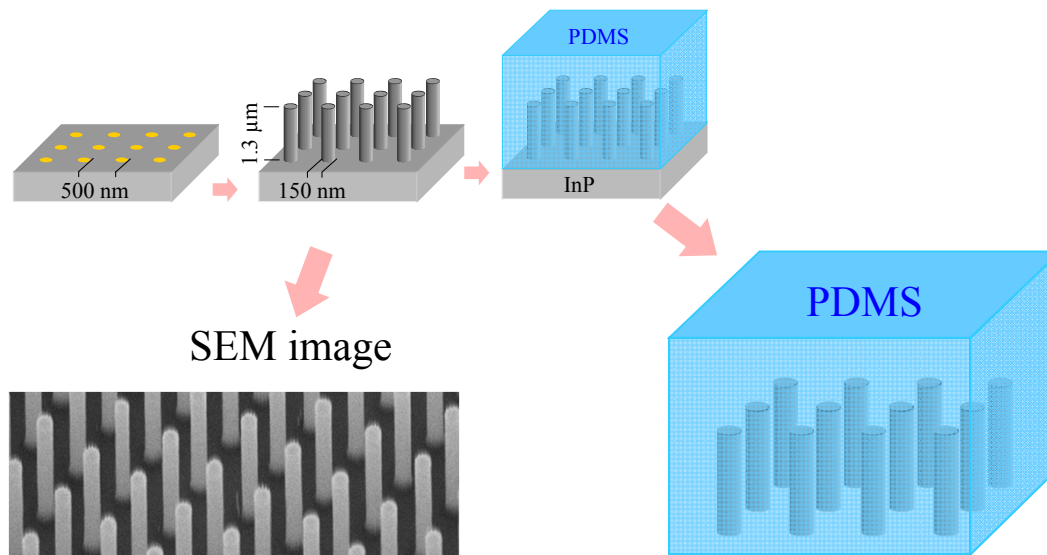 PDMS
1.3 µm
500 nm
150 nm
InP
PDMS
SEM image